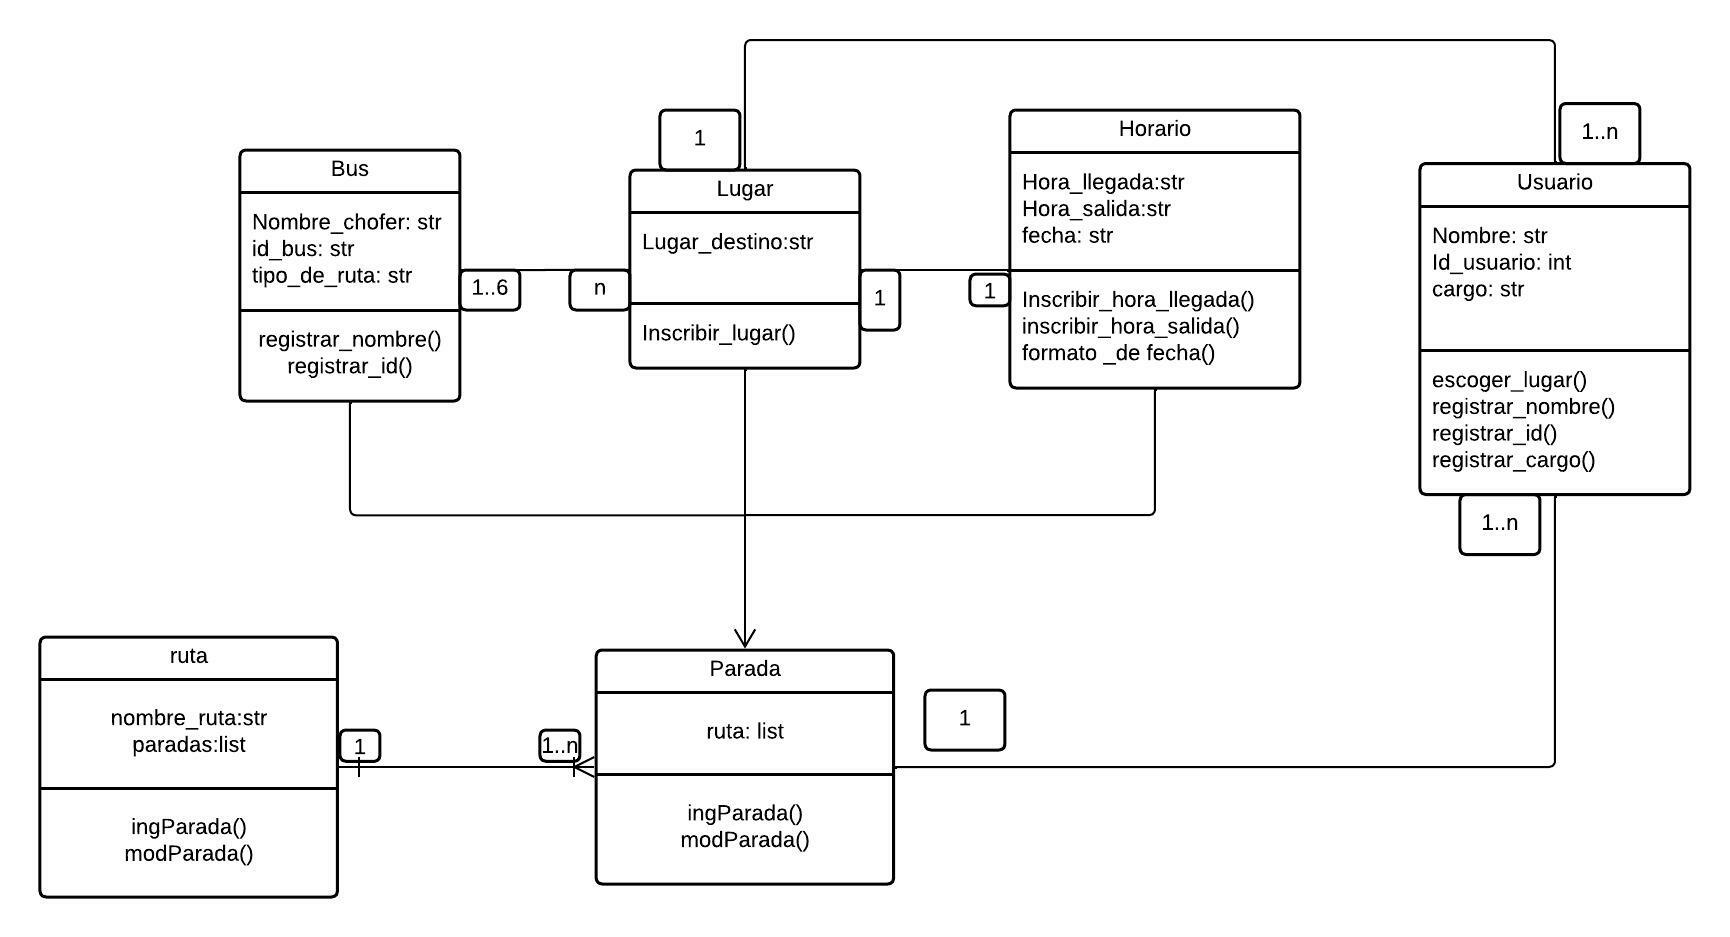 Bus
Nombre_chofer: str
id_bus: str
tipo_de_ruta: str
registrar_nombre()
registrar_id()
1..6
n
1
Lugar
Lugar_destino:str
Inscribir_lugar()
1
1
Horario
Hora_llegada:str
Hora_salida:str
fecha: str
Inscribir_hora_llegada()
inscribir_hora_salida()
formato _de fecha()
1..n
Usuario
Nombre: str
Id_usuario: int
cargo: str
escoger_lugar()
registrar_nombre()
registrar_id()
registrar_cargo()
1..n
ruta
nombre_ruta:str
paradas:list
ingParada()
modParada()
1
1..n
Parada
ruta: list
ingParada()
modParada()
1